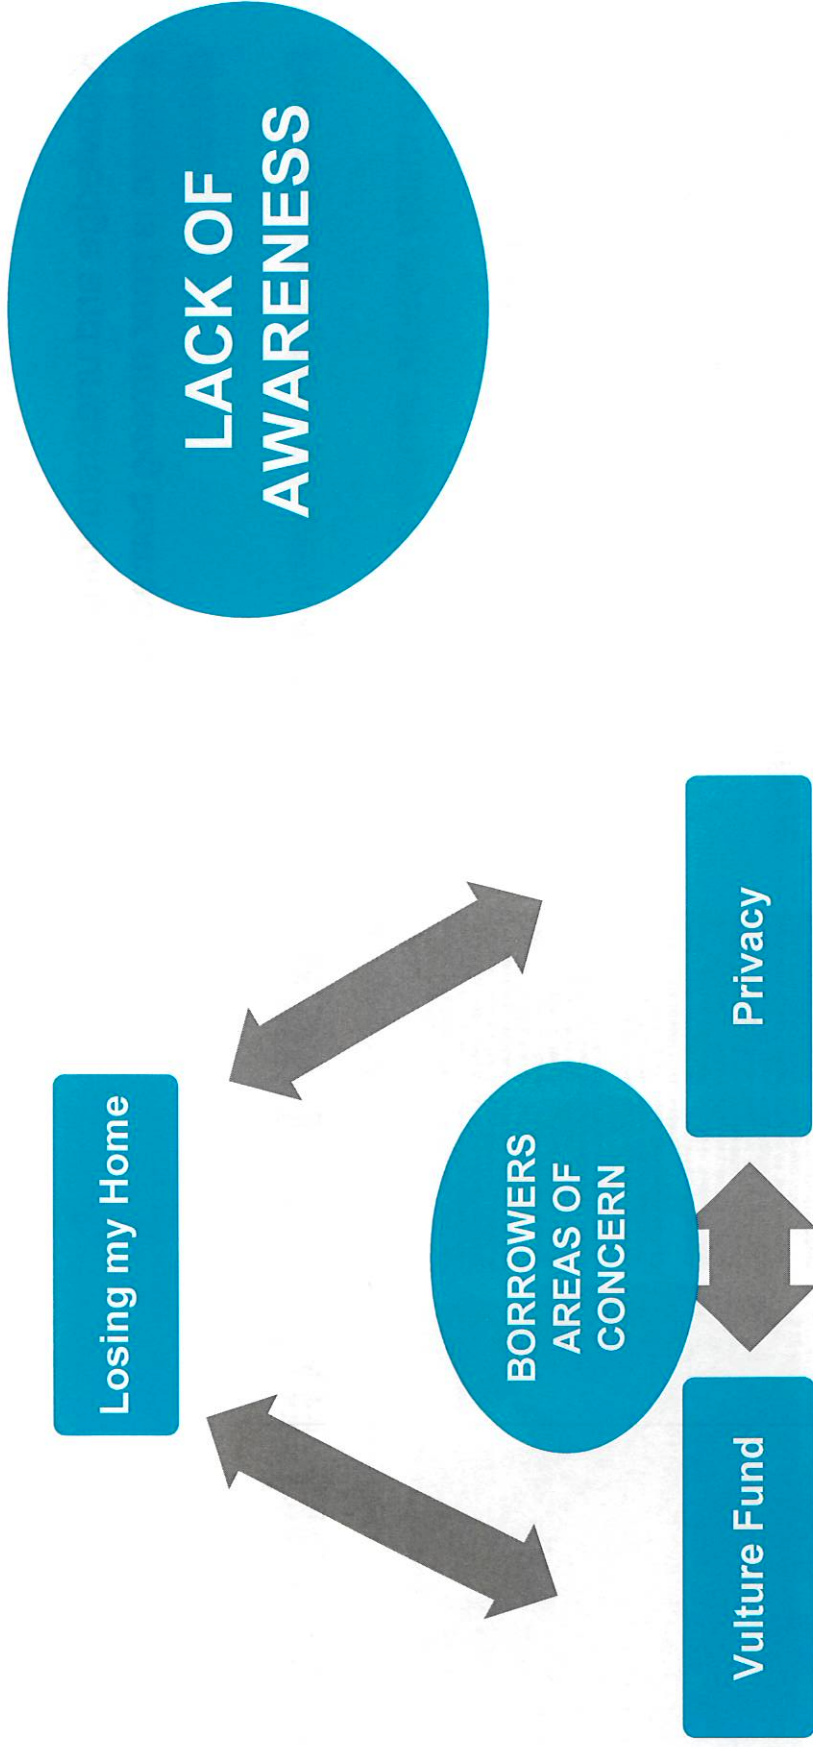 Losing my Home
BORROWERS
AREAS OF
CONCERN
Vulture Fund
Privacy
LACK OF
AWARENESS